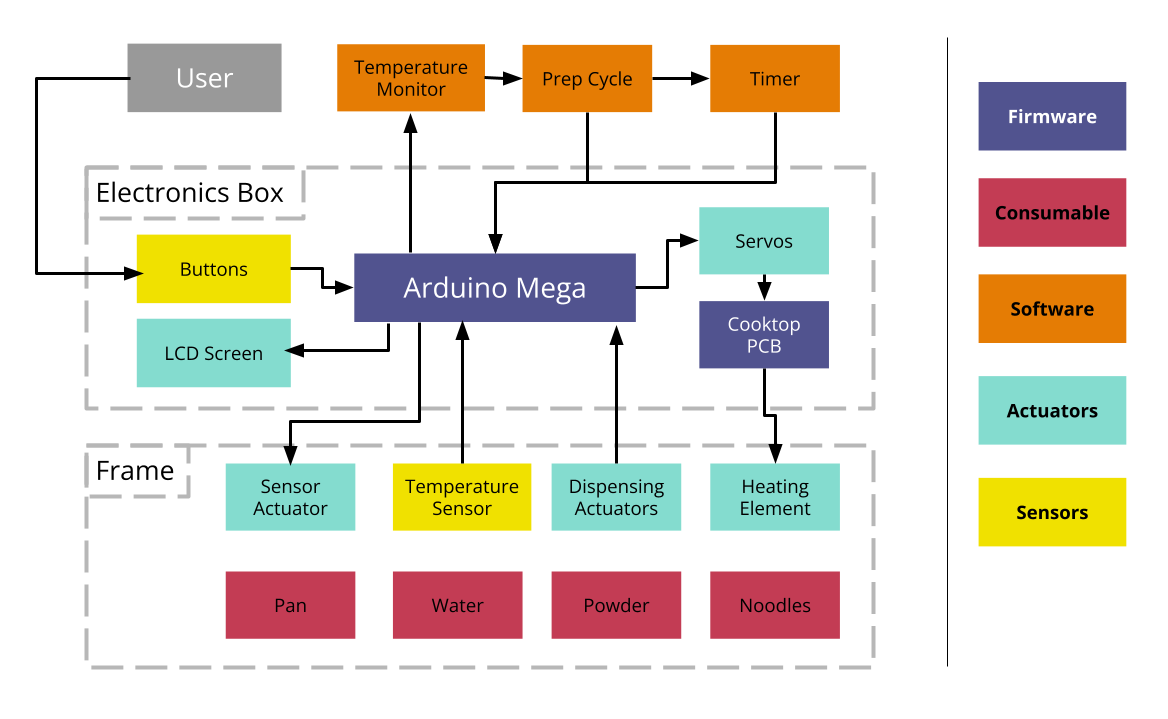 User
Temperature
Monitor
Prep Cycle
Timer
Electronics Box
Buttons
LCD Screen
Arduino Mega
Servos
Cooktop
PCB
Frame
Sensor
Actuator
Temperature
Sensor
Dispensing
Actuators
Heating
Element
Pan
Water
Powder
Noodles
Firmware
Consumable
Software
Actuators
Sensors